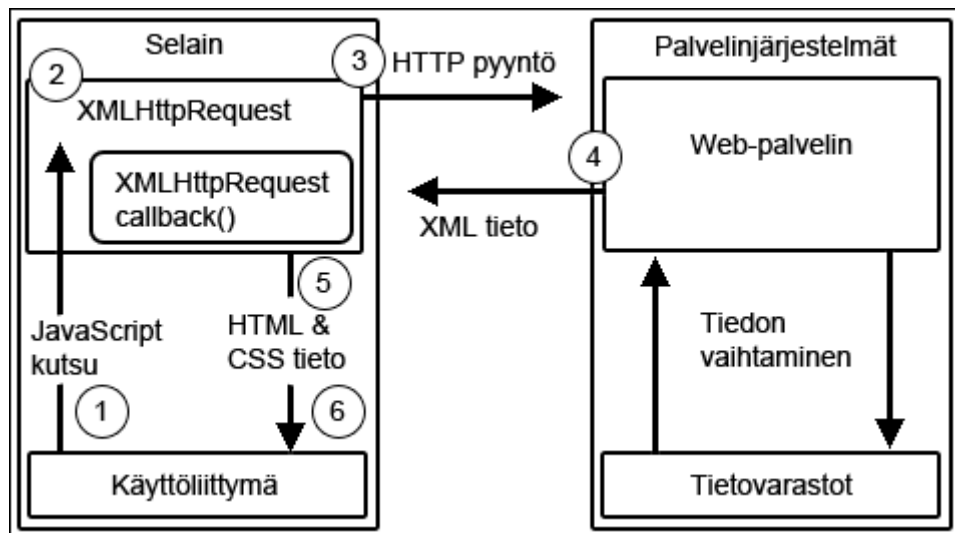 Selain
2
XMLHttpRequest
XMLHttpRequest
callback()
3
HTTP pyyntö
4
XML tieto
5
JavaScript
kutsu
HTML &
CSS tieto
1
6
Käyttöliittymä
Palvelinjärjestelmät
Web-palvelin
Tiedon
vaihtaminen
Tietovarastot